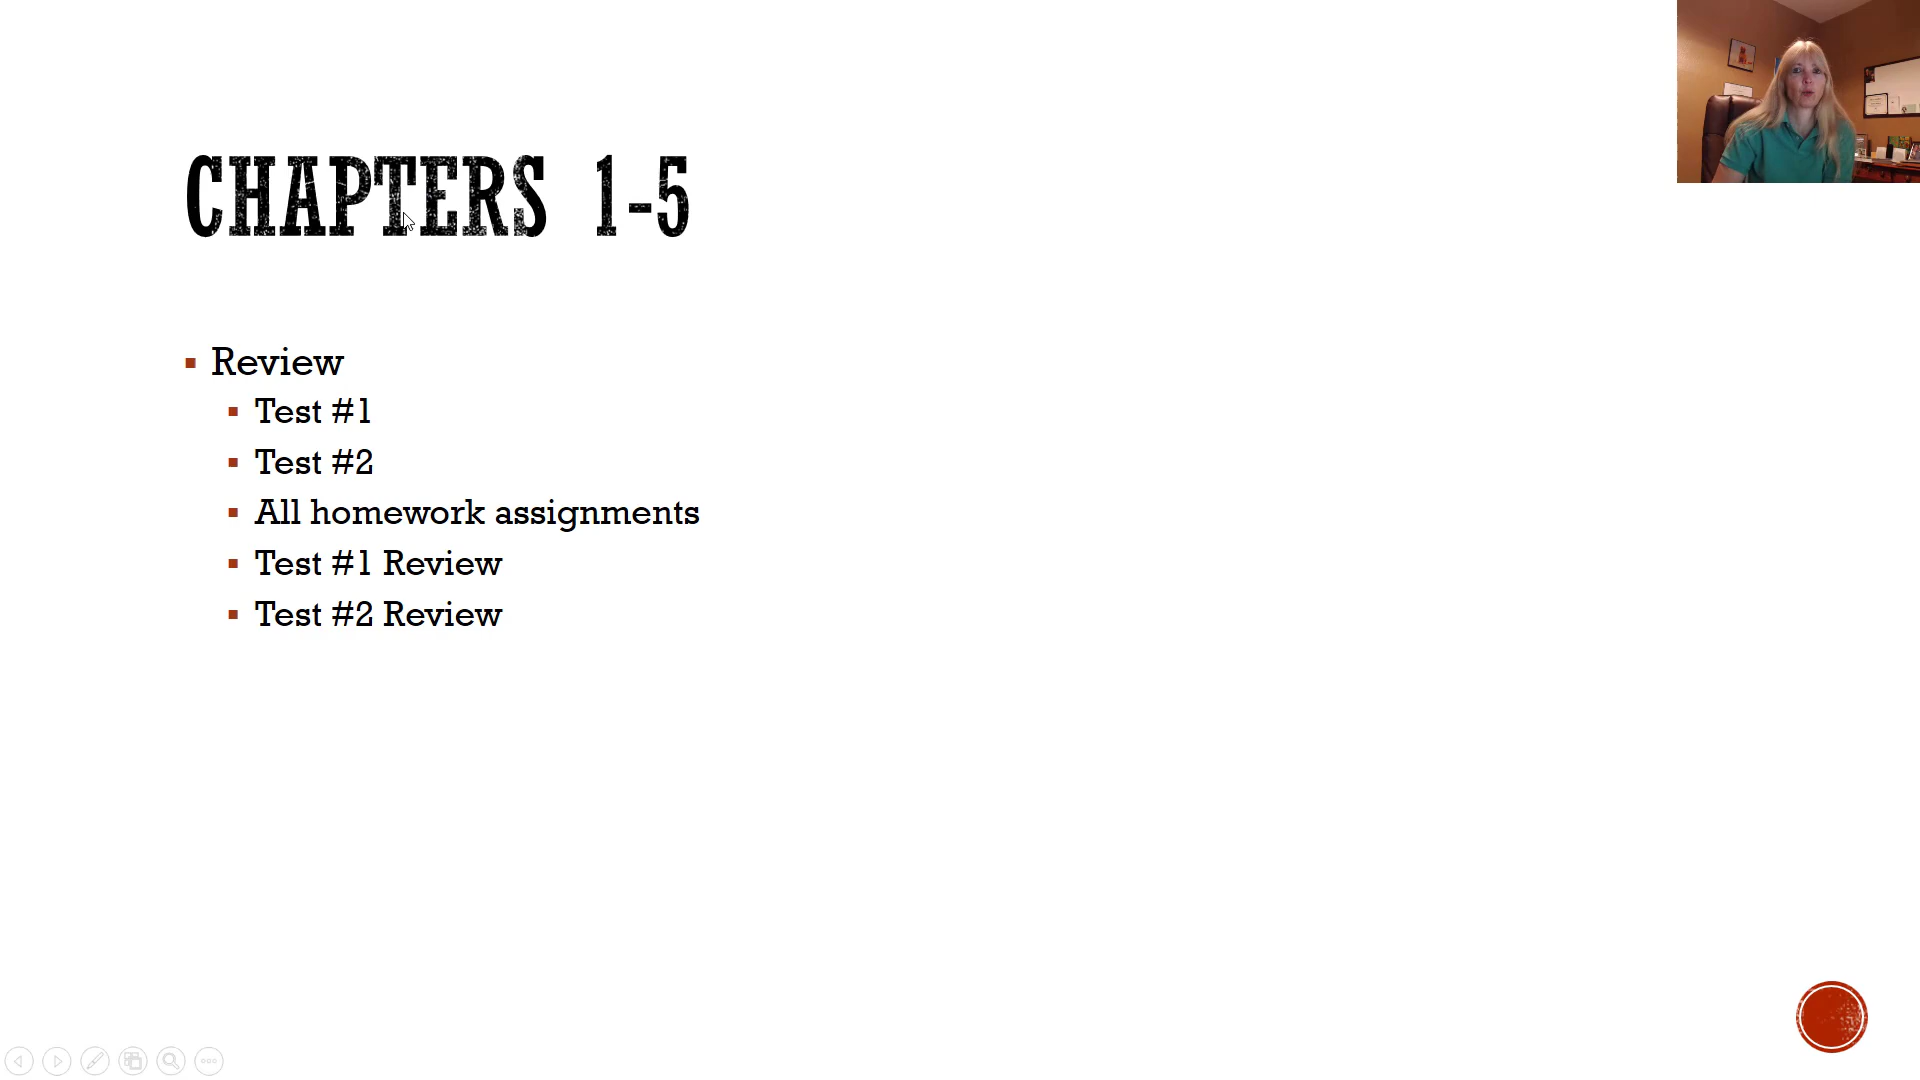 CHAPTERS 1-5
Review
Test #1
Test #2
All homework assignments
Test #1 Review
Test #2 Review